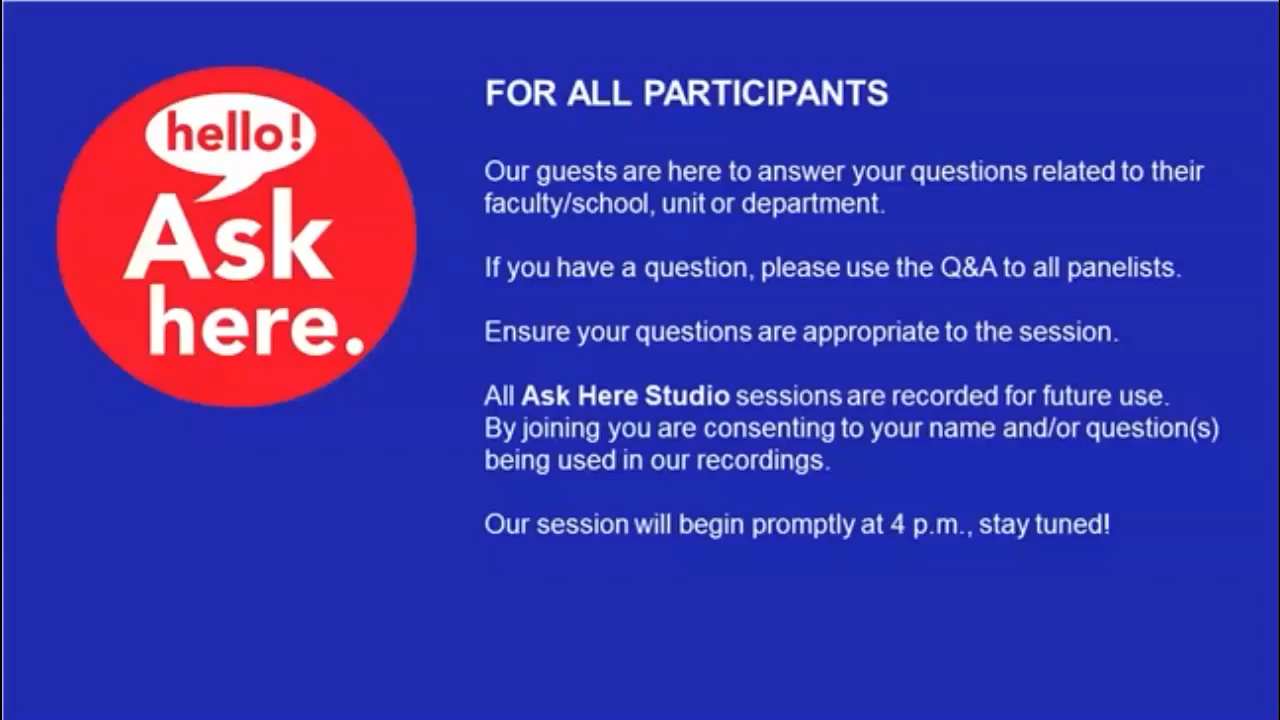 hello!
Ask
here.
FOR ALL PARTICIPANTS
Our guests are here to answer your questions related to their
faculty/school, unit or department.
If you have a question, please use the Q&A to all panelists.
Ensure your questions are appropriate to the session.
All Ask Here Studio sessions are recorded for future use.
By joining you are consenting to your name and/or question(s)
being used in our recordings.
Our session will begin promptly at 4 p.m., stay tuned!